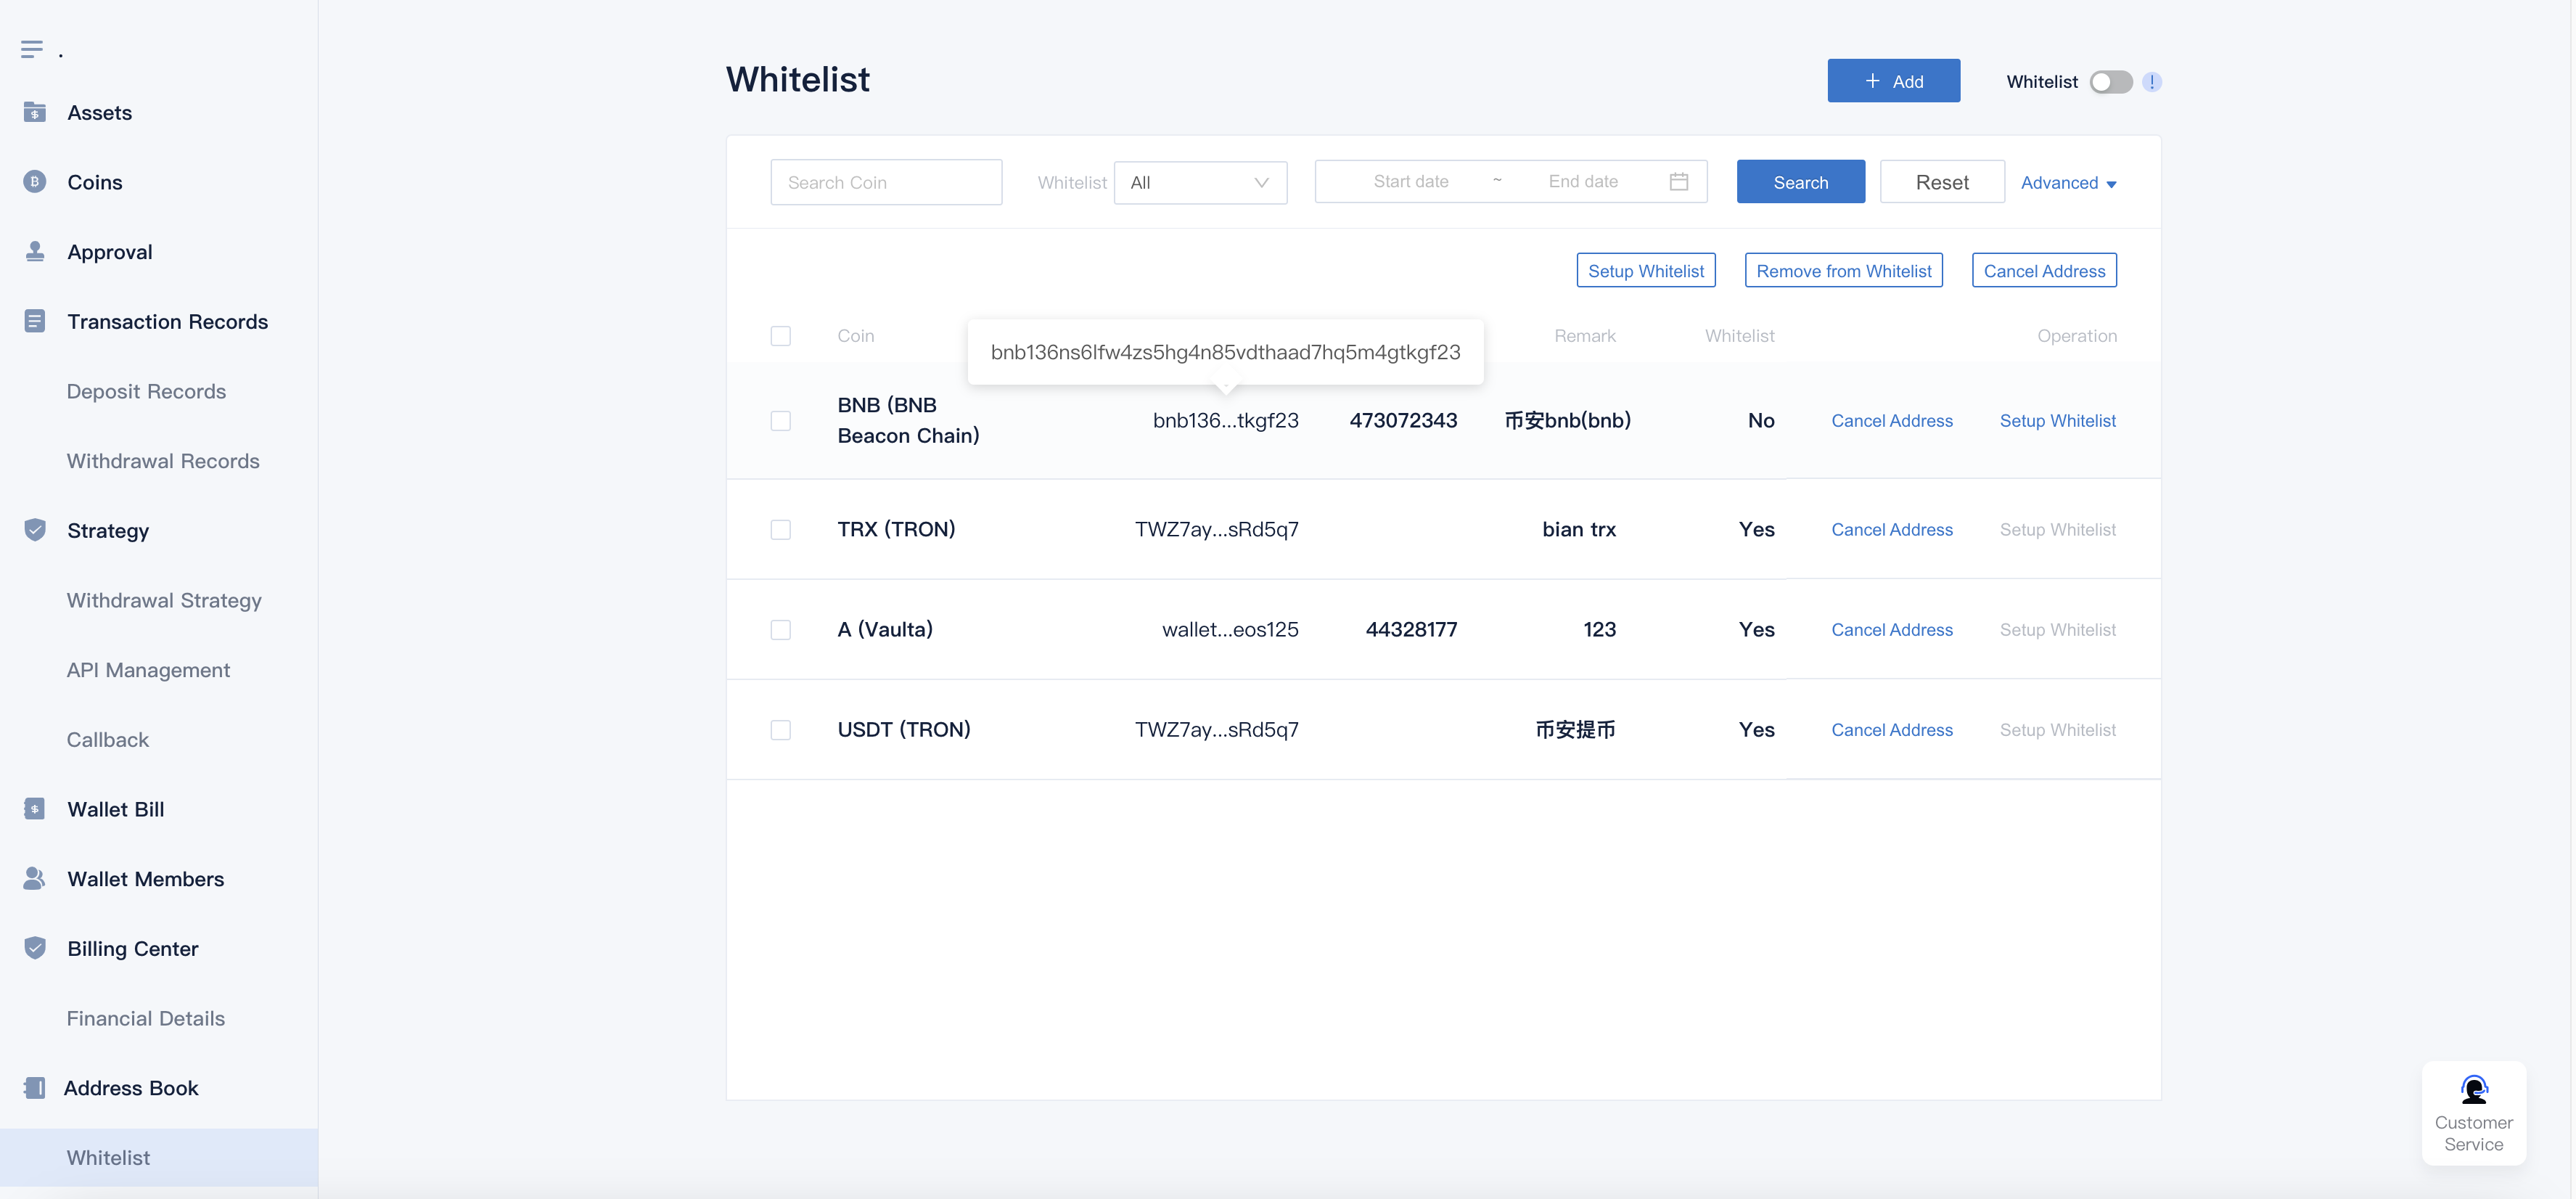 .
Assets
Coins
Approval
Transaction Records
Deposit Records
Withdrawal Records
Strategy
Withdrawal Strategy
API Management
Callback
Wallet Bill
Wallet Members
Billing Center
Financial Details
Address Book
Whitelist
Whitelist
+ Add
Whitelist
Search Coin
Whitelist
All
Start date ~ End date
Search
Reset
Advanced
Setup Whitelist
Remove from Whitelist
Cancel Address
Coin
Remark
Whitelist
Operation
bnb136ns6lfw4zs5hg4n85vdthaad7hq5m4gtkgf23
BNB (BNB
Beacon Chain)
bnb136...tkgf23
473072343
币安bnb(bnb)
No
Cancel Address
Setup Whitelist
TRX (TRON)
TWZ7ay...sRd5q7
bian trx
Yes
Cancel Address
Setup Whitelist
A (Vaulta)
wallet...eos125
44328177
123
Yes
Cancel Address
Setup Whitelist
USDT (TRON)
TWZ7ay...sRd5q7
币安提币
Yes
Cancel Address
Setup Whitelist
Customer
Service